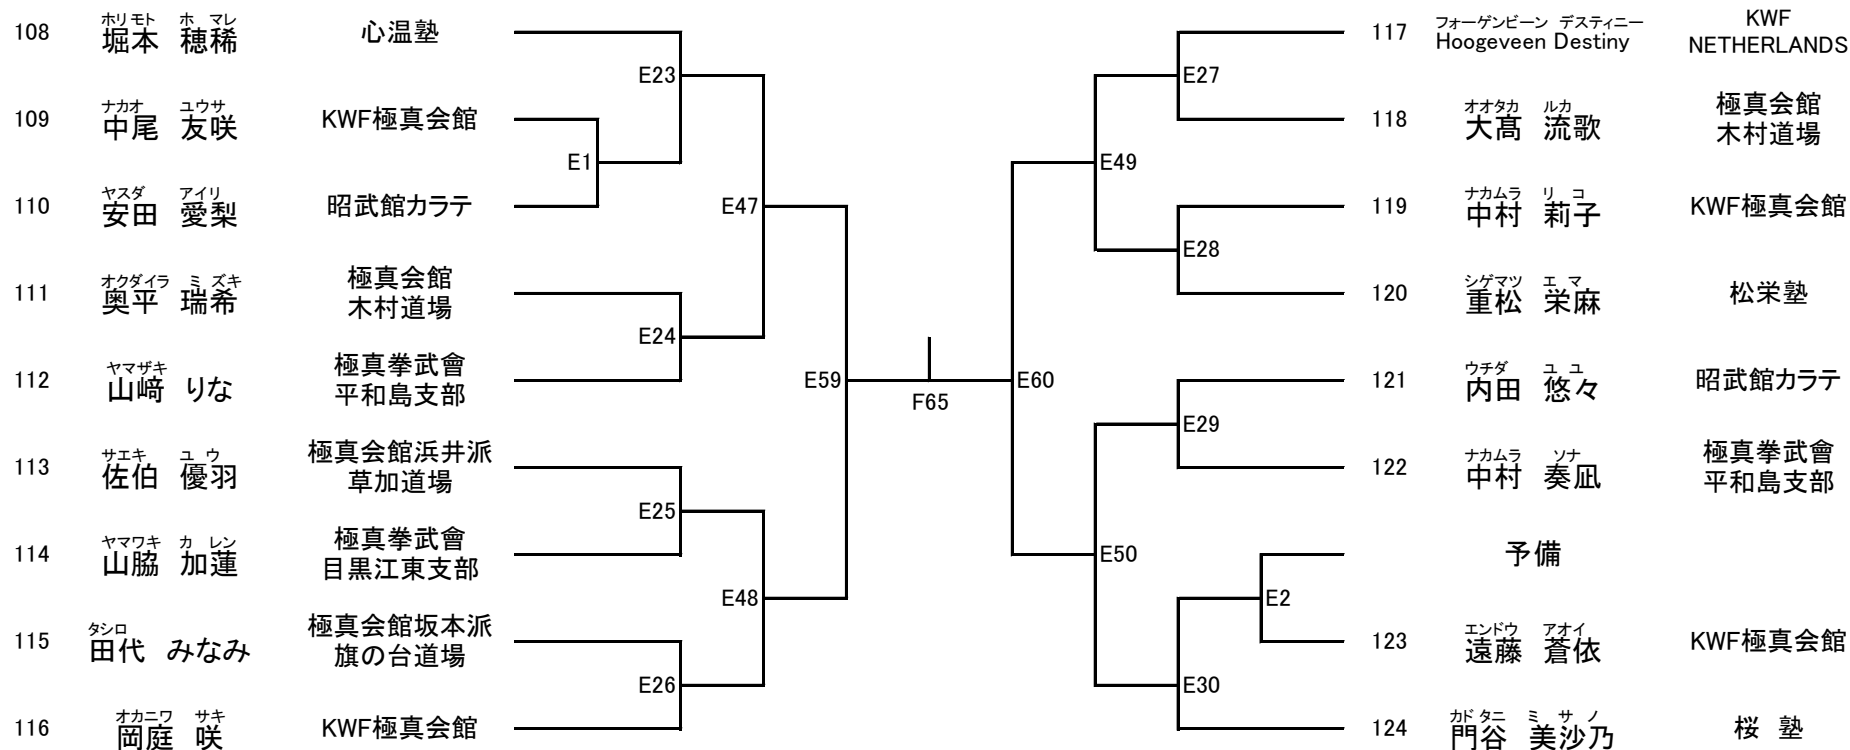 ホリモト ホ マレ
108 堀本 穂稀 心温塾
E23
ナカオ ユウサ
109 中尾 友咲 KWF極真会館
E1
ヤスダ アイリ
110 安田 愛梨 昭武館カラテ
E47
オクダイラ ミ ズキ
111 奥平 瑞希 極真会館
木村道場
E24
ヤマザキ
112 山﨑 りな 極真拳武會
平和島支部
E59
サエキ ユ ウ
113 佐伯 優羽 極真会館浜井派
草加道場
E25
ヤマワキ カ レン
114 山脇 加蓮 極真拳武會
目黒江東支部
E48
タシロ
115 田代 みなみ 極真会館坂本派
旗の台道場
E26
オカニワ サキ
116 岡庭 咲 KWF極真会館
F65
フォーゲンビーン デスティニー
117 Hoogeveen Destiny KWF
NETHERLANDS
E27
オオタカ ルカ
118 大髙 流歌 極真会館
木村道場
E49
ナカムラ リ コ
119 中村 莉子 KWF極真会館
E28
シゲマツ エ マ
120 重松 栄麻 松栄塾
E60
ウチダ ユ ユ
121 内田 悠々 昭武館カラテ
E29
ナカムラ ソナ
122 中村 奏凪 極真拳武會
平和島支部
E50
予備
E2
エンドウ アオイ
123 遠藤 蒼依 KWF極真会館
E30
カドタニ ミ サ ノ
124 門谷 美沙乃 桜 塾